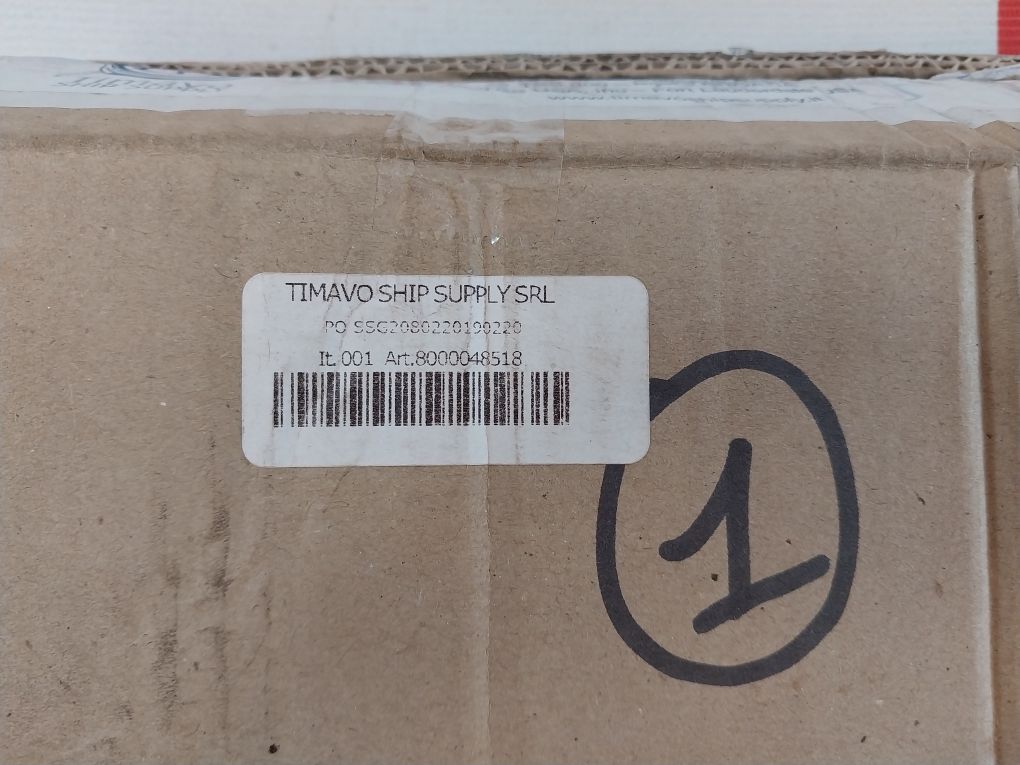 TIMAVO SHIP SUPPLY SRL
PO SSG2080220190220
It. 001 Art.8000048518
1